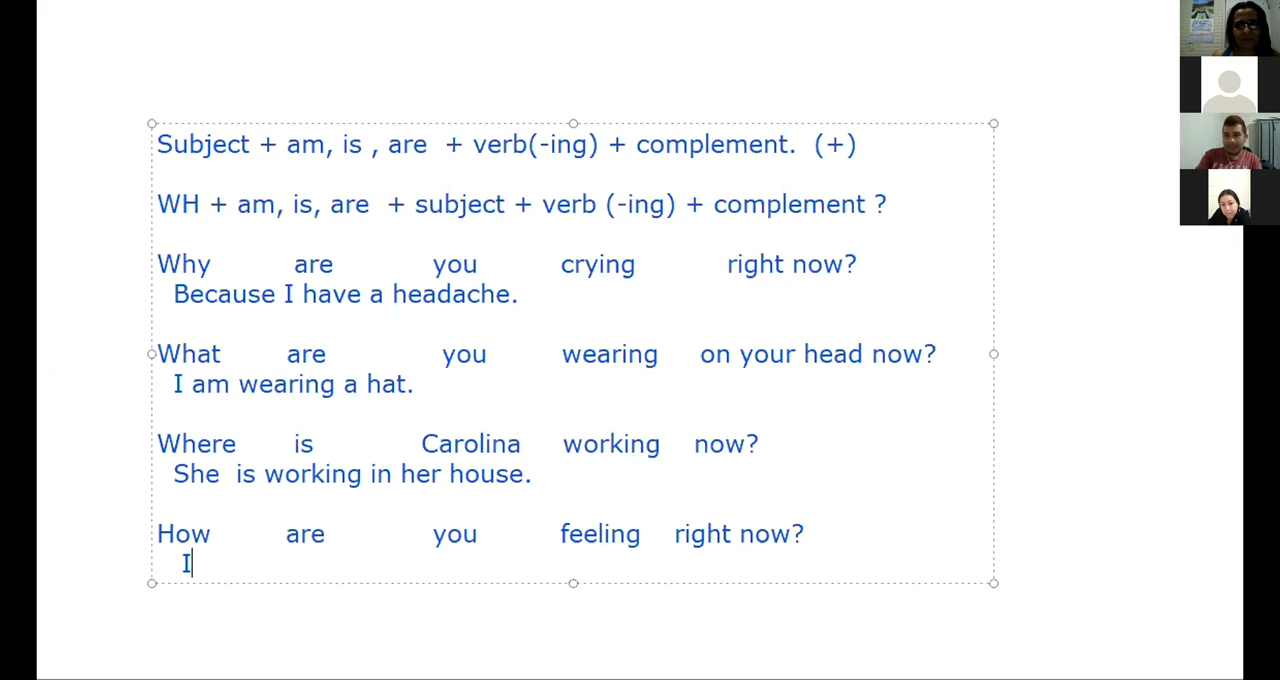 Subject + am, is , are + verb(-ing) + complement. (+)
WH + am, is, are + subject + verb (-ing) + complement ?
Why are you crying right now?
Because I have a headache.
What are you wearing on your head now?
I am wearing a hat.
Where is Carolina working now?
She is working in her house.
How are you feeling right now?
I